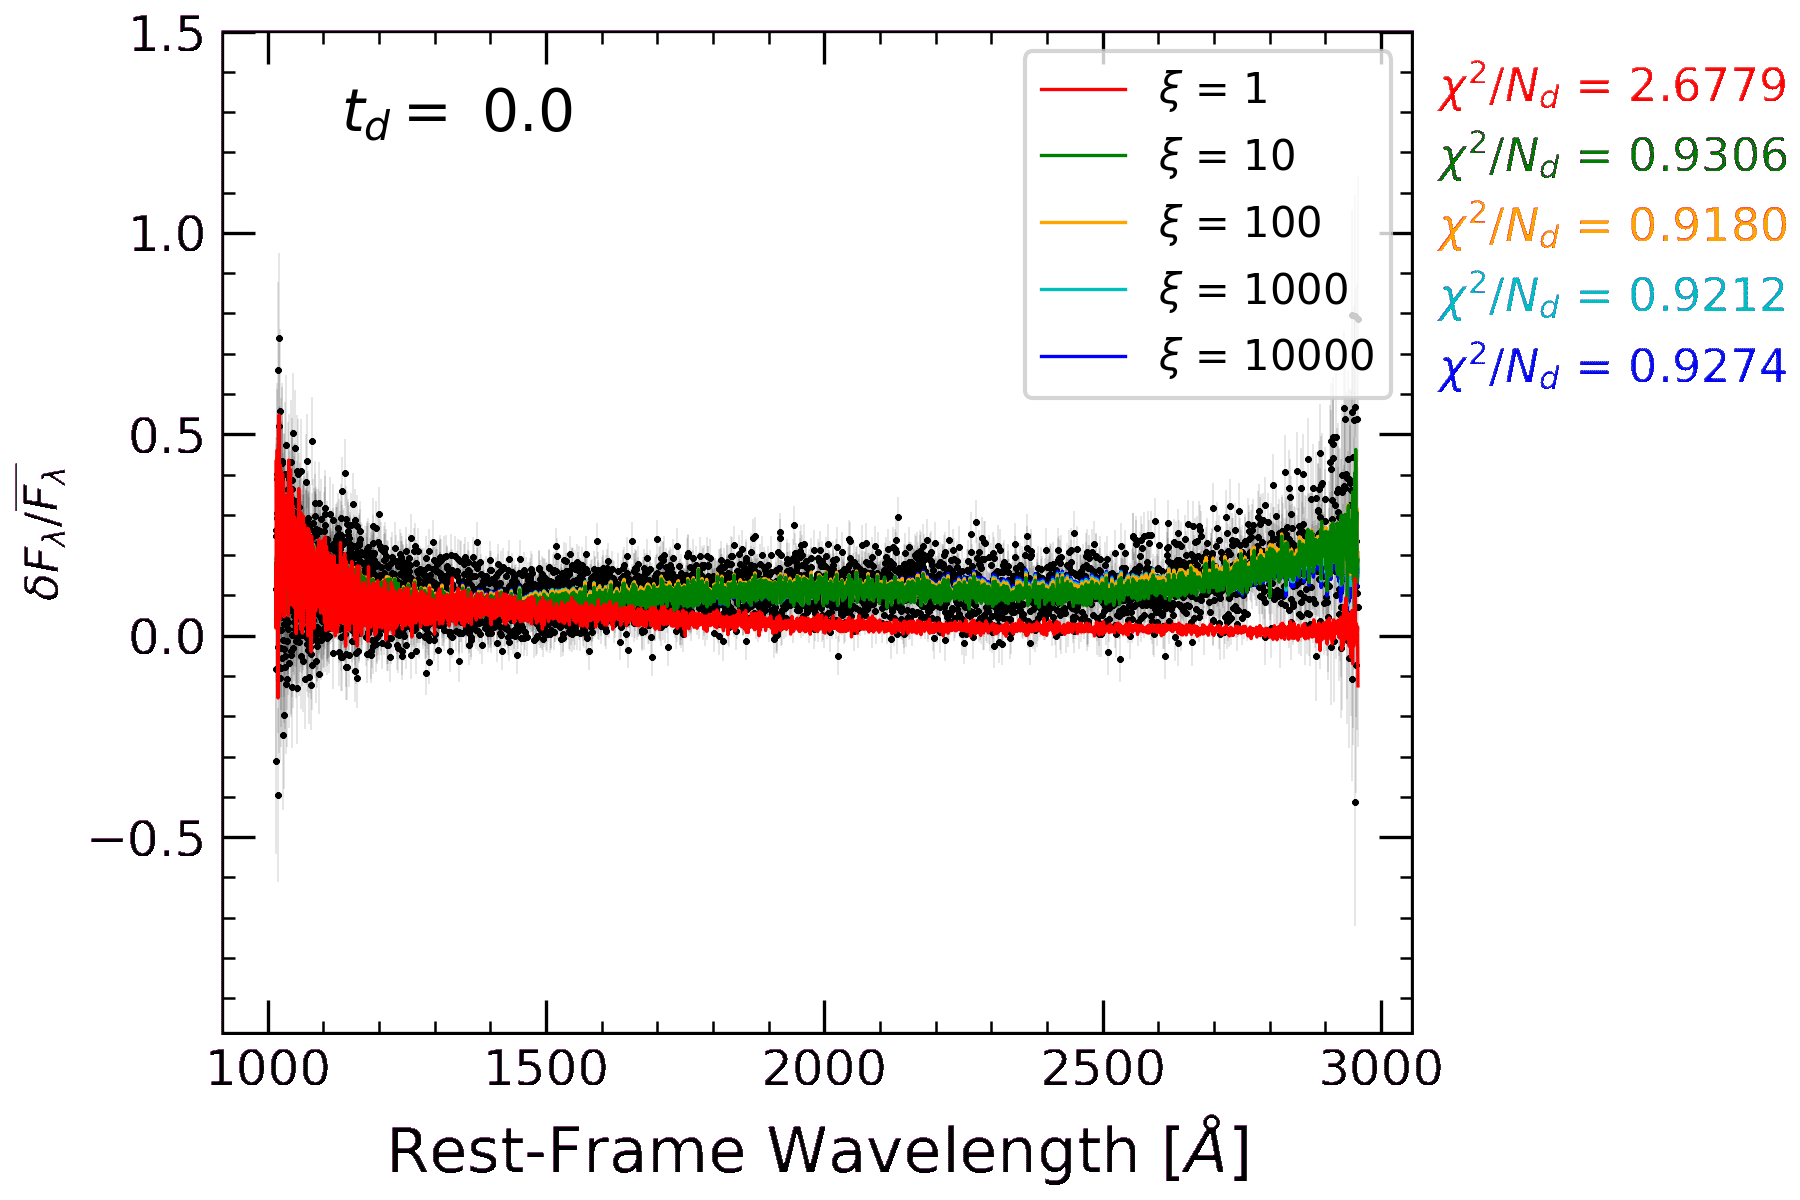 1.5
1.0
0.5
0.0
−0.5
δF_λ/F̅_λ
t_d = 0.0
ξ = 1
ξ = 10
ξ = 100
ξ = 1000
ξ = 10000
χ²/N_d = 2.6779
χ²/N_d = 0.9306
χ²/N_d = 0.9180
χ²/N_d = 0.9212
χ²/N_d = 0.9274
1000 1500 2000 2500 3000
Rest-Frame Wavelength [Å]